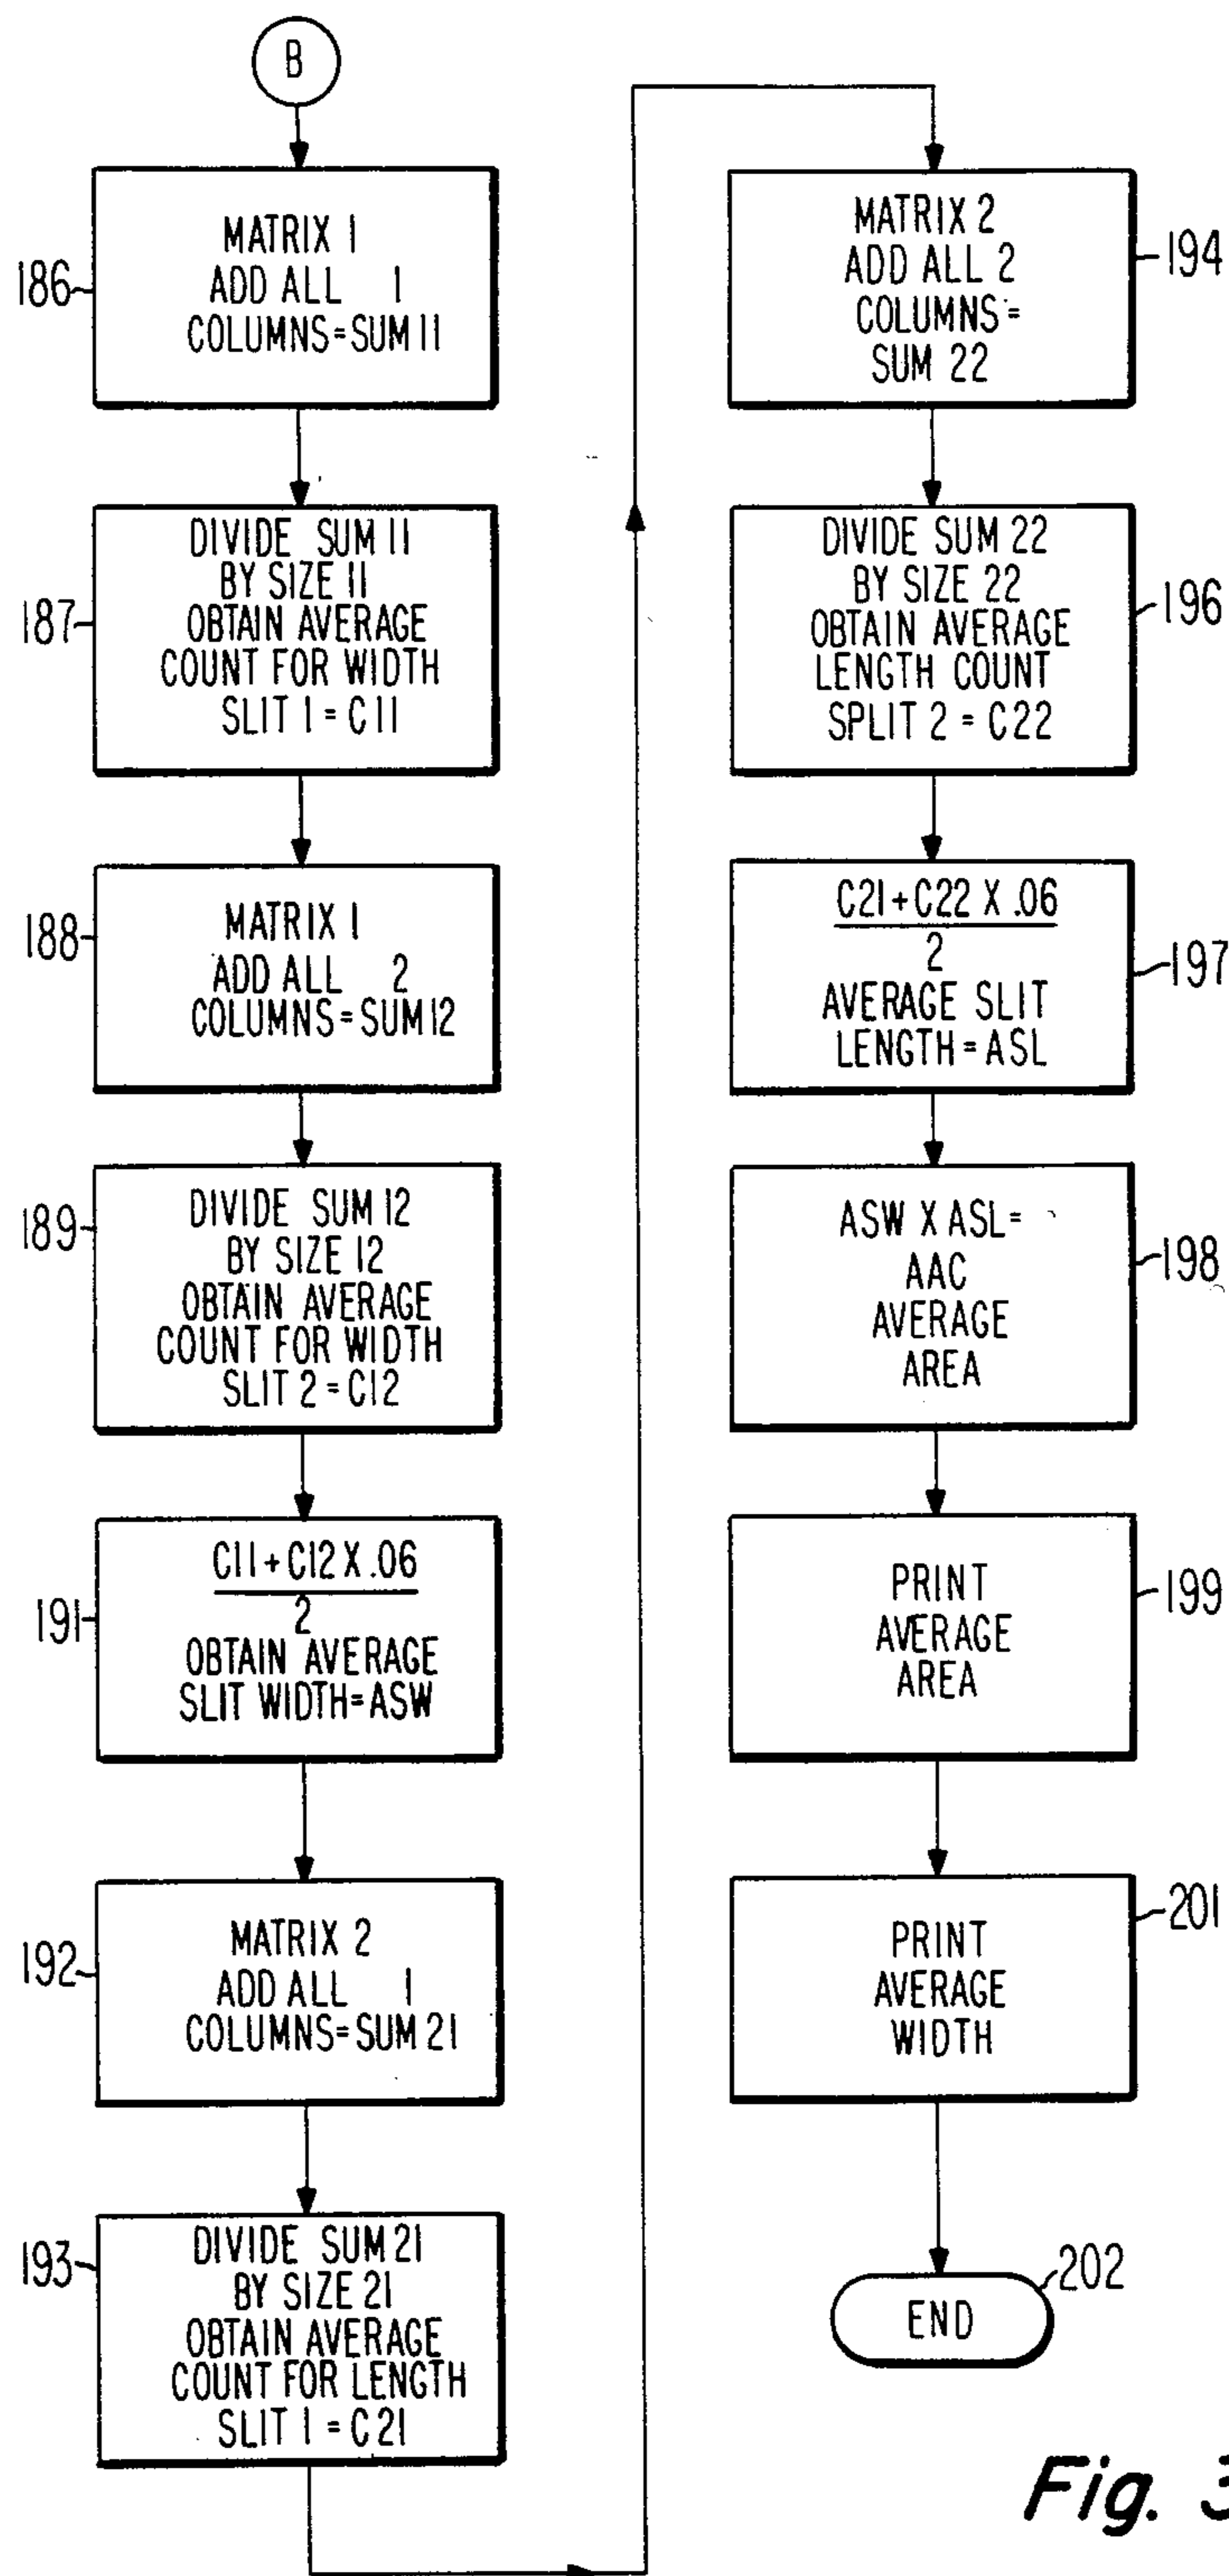 B
186
MATRIX 1
ADD ALL 1
COLUMNS=SUM 11
187
DIVIDE SUM 11
BY SIZE 11
OBTAIN AVERAGE
COUNT FOR WIDTH
SLIT 1 = C11
188
MATRIX 1
ADD ALL 2
COLUMNS=SUM 12
189
DIVIDE SUM 12
BY SIZE 12
OBTAIN AVERAGE
COUNT FOR WIDTH
SLIT 2 = C12
191
C11+C12 X .06
2
OBTAIN AVERAGE
SLIT WIDTH=ASW
192
MATRIX 2
ADD ALL 1
COLUMNS=SUM 21
193
DIVIDE SUM 21
BY SIZE 21
OBTAIN AVERAGE
COUNT FOR LENGTH
SLIT 1 = C21
194
MATRIX 2
ADD ALL 2
COLUMNS=
SUM 22
196
DIVIDE SUM 22
BY SIZE 22
OBTAIN AVERAGE
LENGTH COUNT
SPLIT 2 = C22
197
C21+C22 X .06
2
AVERAGE SLIT
LENGTH=ASL
198
ASW X ASL=
AAC
AVERAGE
AREA
199
PRINT
AVERAGE
AREA
201
PRINT
AVERAGE
WIDTH
202
END
Fig. 3